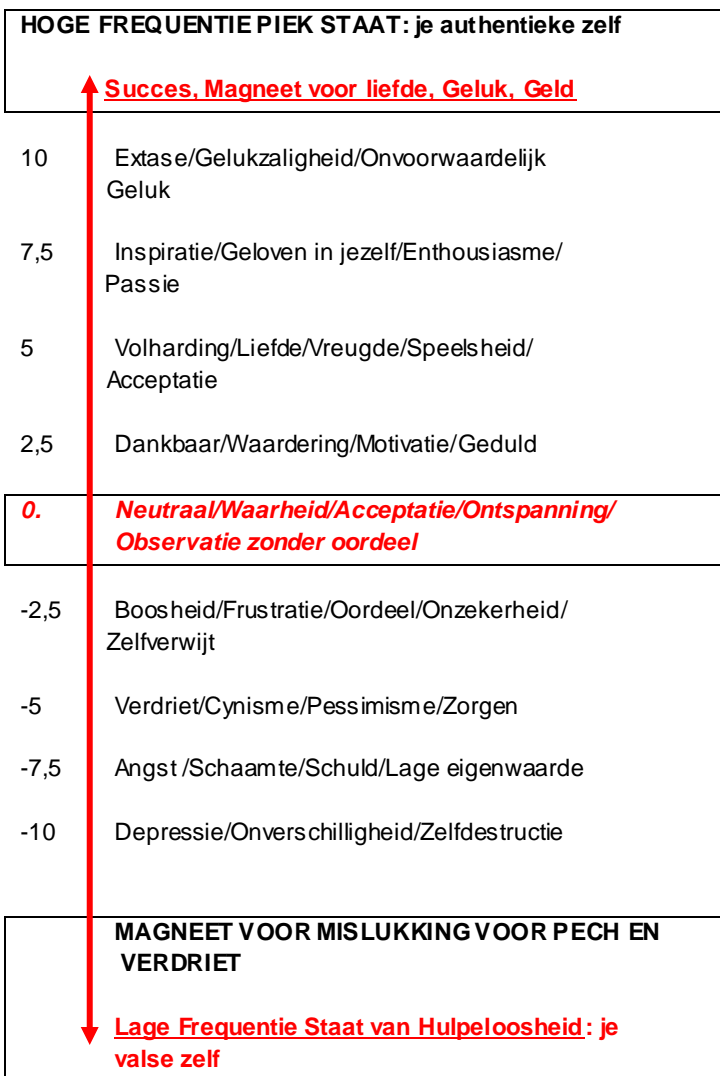 HOGE FREQUENTIE PIEK STAAT: je authentieke zelf
Succes, Magneet voor liefde, Geluk, Geld
10 Extase/Gelukzaligheid/Onvoorwaardelijk
Geluk
7,5 Inspiratie/Geloven in jezelf/Enthousiasme/
Passie
5 Volharding/Liefde/Vreugde/Speelsheid/
Acceptatie
2,5 Dankbaar/Waardering/Motivatie/Geduld
0. Neutraal/Waarheid/Acceptatie/Ontspanning/
Observatie zonder oordeel
-2,5 Boosheid/Frustratie/Oordeel/Onzekerheid/
Zelfverwijt
-5 Verdriet/Cynisme/Pessimisme/Zorgen
-7,5 Angst /Schaamte/Schuld/Lage eigenwaarde
-10 Depressie/Onverschilligheid/Zelfdestructie
MAGNEET VOOR MISLUKKING VOOR PECH EN
VERDRIET
Lage Frequentie Staat van Hulpeloosheid: je
valse zelf